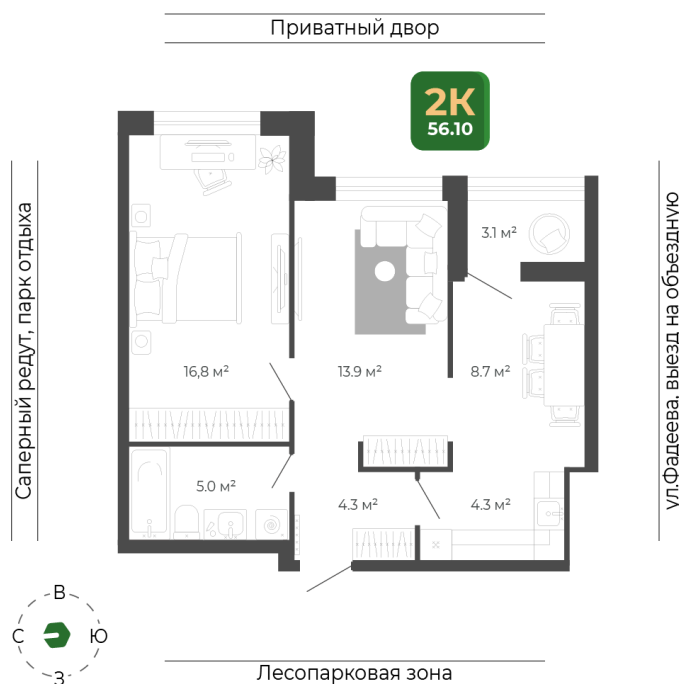 Приватный двор
2К
56.10
Саперный редут, парк отдыха
ул.Фадеева, выезд на объездную
3.1 м²
16,8 м²
13.9 м²
8.7 м²
5.0 м²
4.3 м²
4.3 м²
В
С
Ю
З
Лесопарковая зона